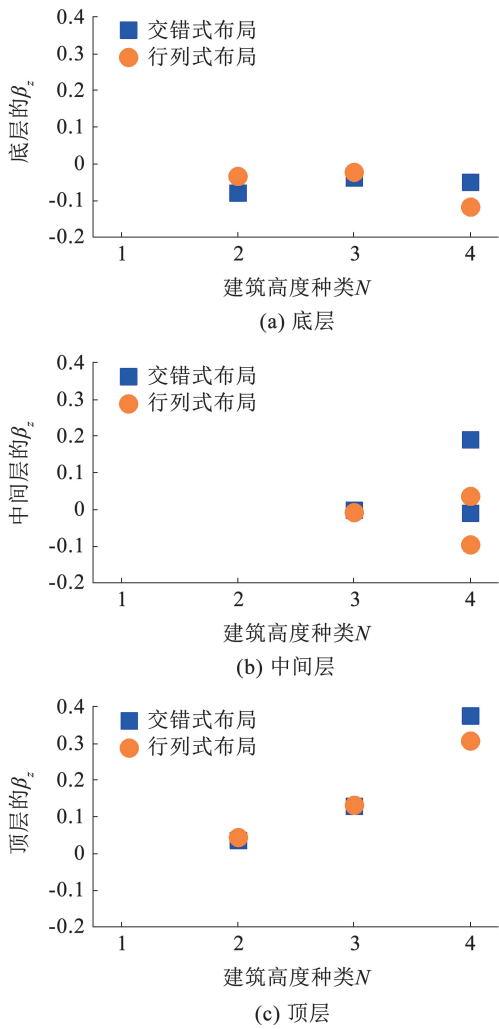 0.4
0.3
0.2
0.1
0
-0.1
-0.2
底层的βz
交错式布局
行列式布局
1 2 3 4
建筑高度种类N
(a) 底层
0.4
0.3
0.2
0.1
0
-0.1
-0.2
中间层的βz
交错式布局
行列式布局
1 2 3 4
建筑高度种类N
(b) 中间层
0.4
0.3
0.2
0.1
0
-0.1
-0.2
顶层的βz
交错式布局
行列式布局
1 2 3 4
建筑高度种类N
(c) 顶层